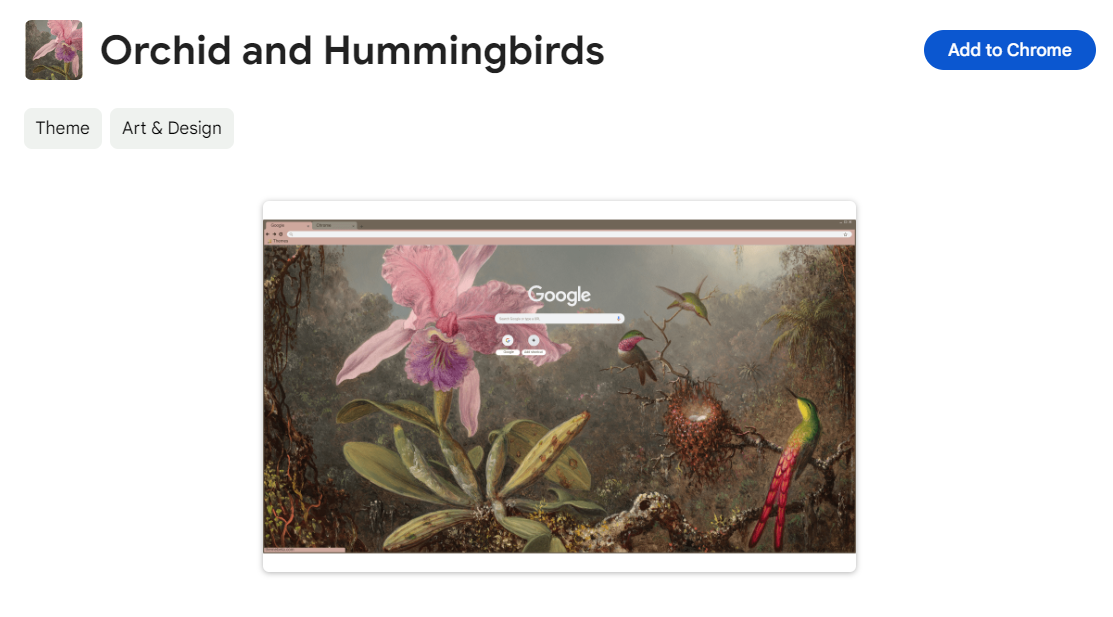 Orchid and Hummingbirds
Add to Chrome
Theme
Art & Design
Google
Chrome
Themes
Google
Search Google or type a URL
Google
Add shortcut